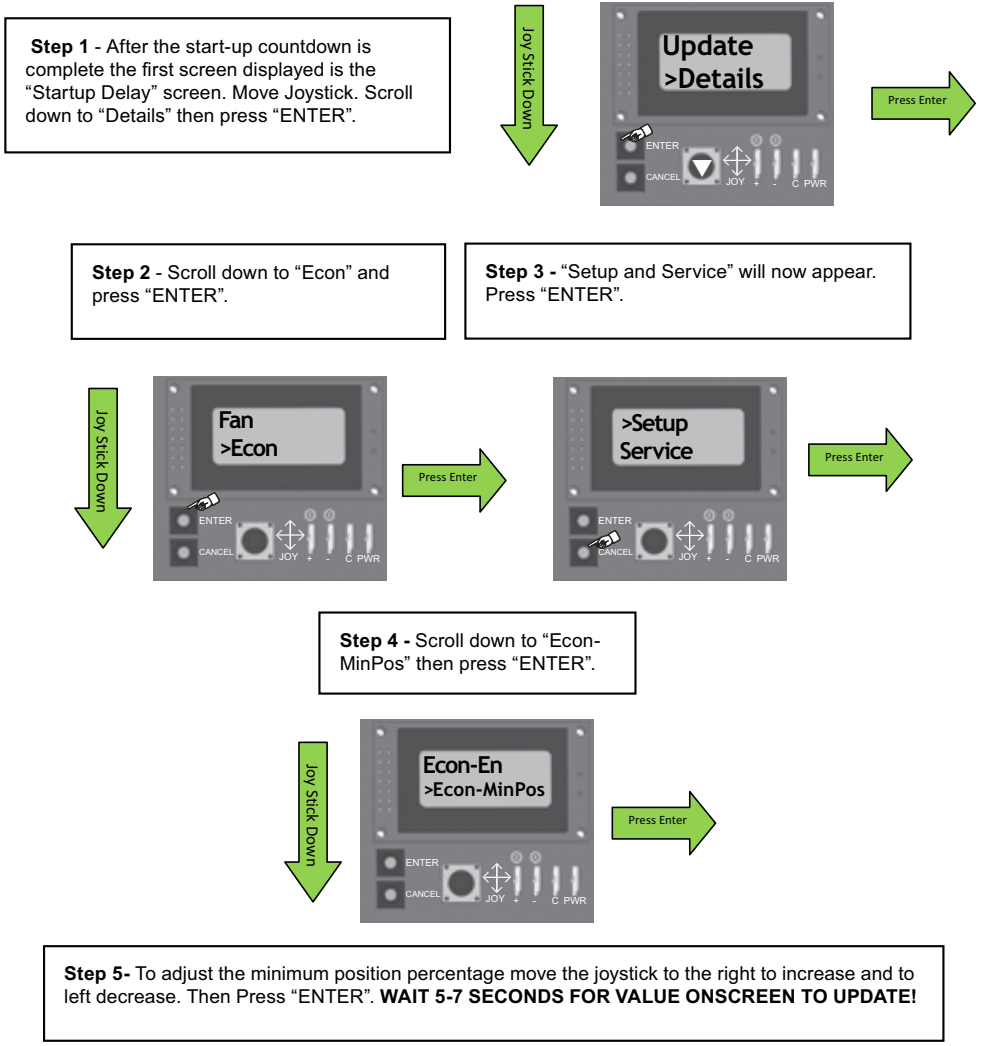 Step 1 - After the start-up countdown is
complete the first screen displayed is the
“Startup Delay” screen. Move Joystick. Scroll
down to “Details” then press “ENTER”.
Joy Stick Down
Update
>Details
ENTER
CANCEL
JOY + - C PWR
Press Enter
Step 2 - Scroll down to “Econ” and
press “ENTER”.
Step 3 - “Setup and Service” will now appear.
Press “ENTER”.
Joy Stick Down
Fan
>Econ
ENTER
CANCEL
JOY + - C PWR
Press Enter
>Setup
Service
ENTER
CANCEL
JOY + - C PWR
Press Enter
Step 4 - Scroll down to “Econ-
MinPos” then press “ENTER”.
Joy Stick Down
Econ-En
>Econ-MinPos
ENTER
CANCEL
JOY + - C PWR
Press Enter
Step 5- To adjust the minimum position percentage move the joystick to the right to increase and to
left decrease. Then Press “ENTER”. WAIT 5-7 SECONDS FOR VALUE ONSCREEN TO UPDATE!